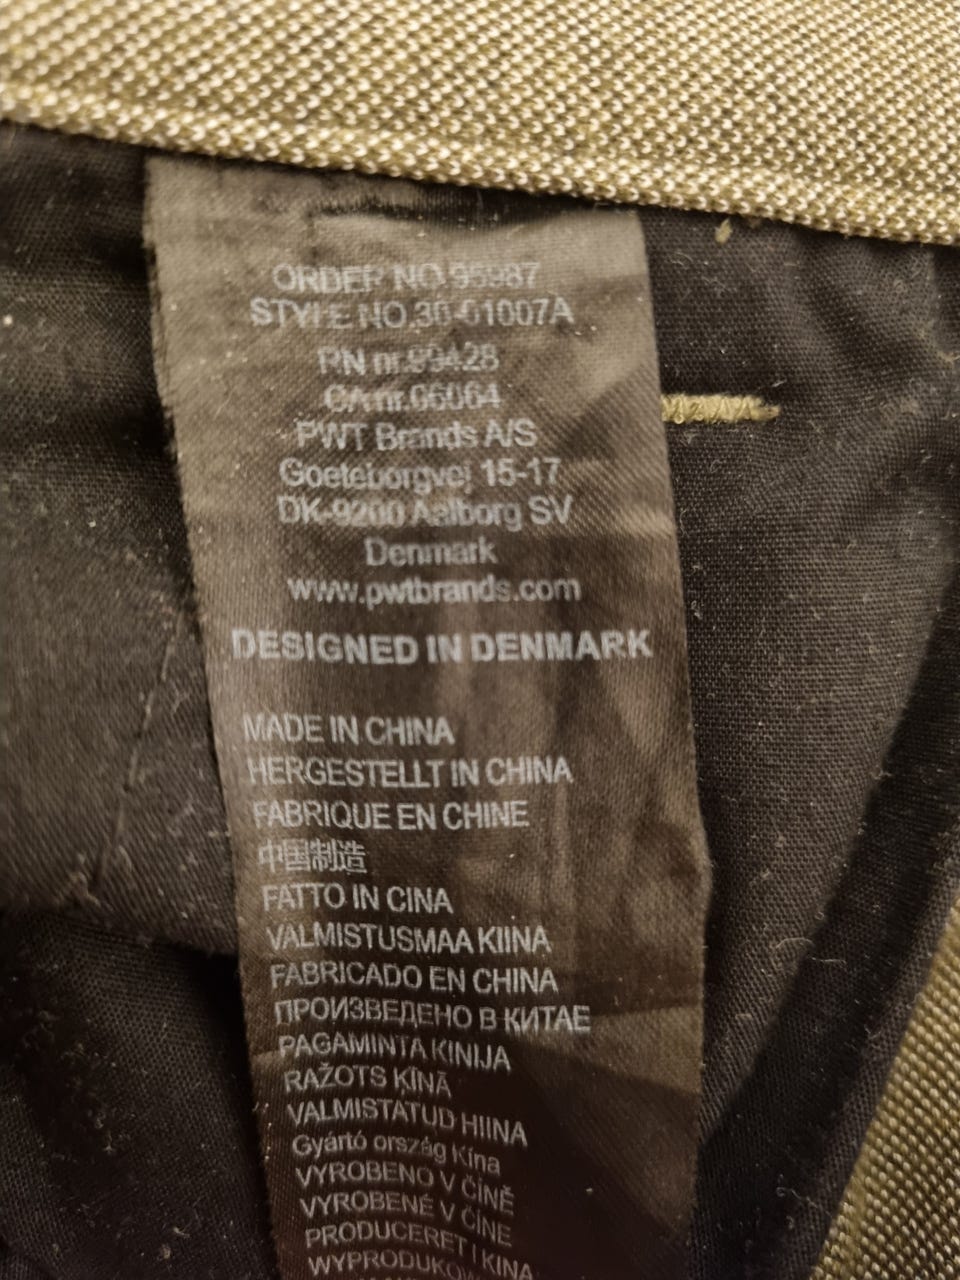 ORDER NO.95987
STYLE NO.30-01007A
RN nr.99428
CA nr.06064
PWT Brands A/S
Goeteborgvej 15-17
DK-9200 Aalborg SV
Denmark
www.pwtbrands.com
DESIGNED IN DENMARK
MADE IN CHINA
HERGESTELLT IN CHINA
FABRIQUE EN CHINE
中国制造
FATTO IN CINA
VALMISTUSMAA KIINA
FABRICADO EN CHINA
ПРОИЗВЕДЕНО В КИТАЕ
PAGAMINTA KINIJA
RAŽOTS ĶĪNĀ
VALMISTATUD HIINA
Gyártó ország Kína
VYROBENO V ČÍNĚ
VYROBENÉ V ČÍNE
PRODUCERET I KINA